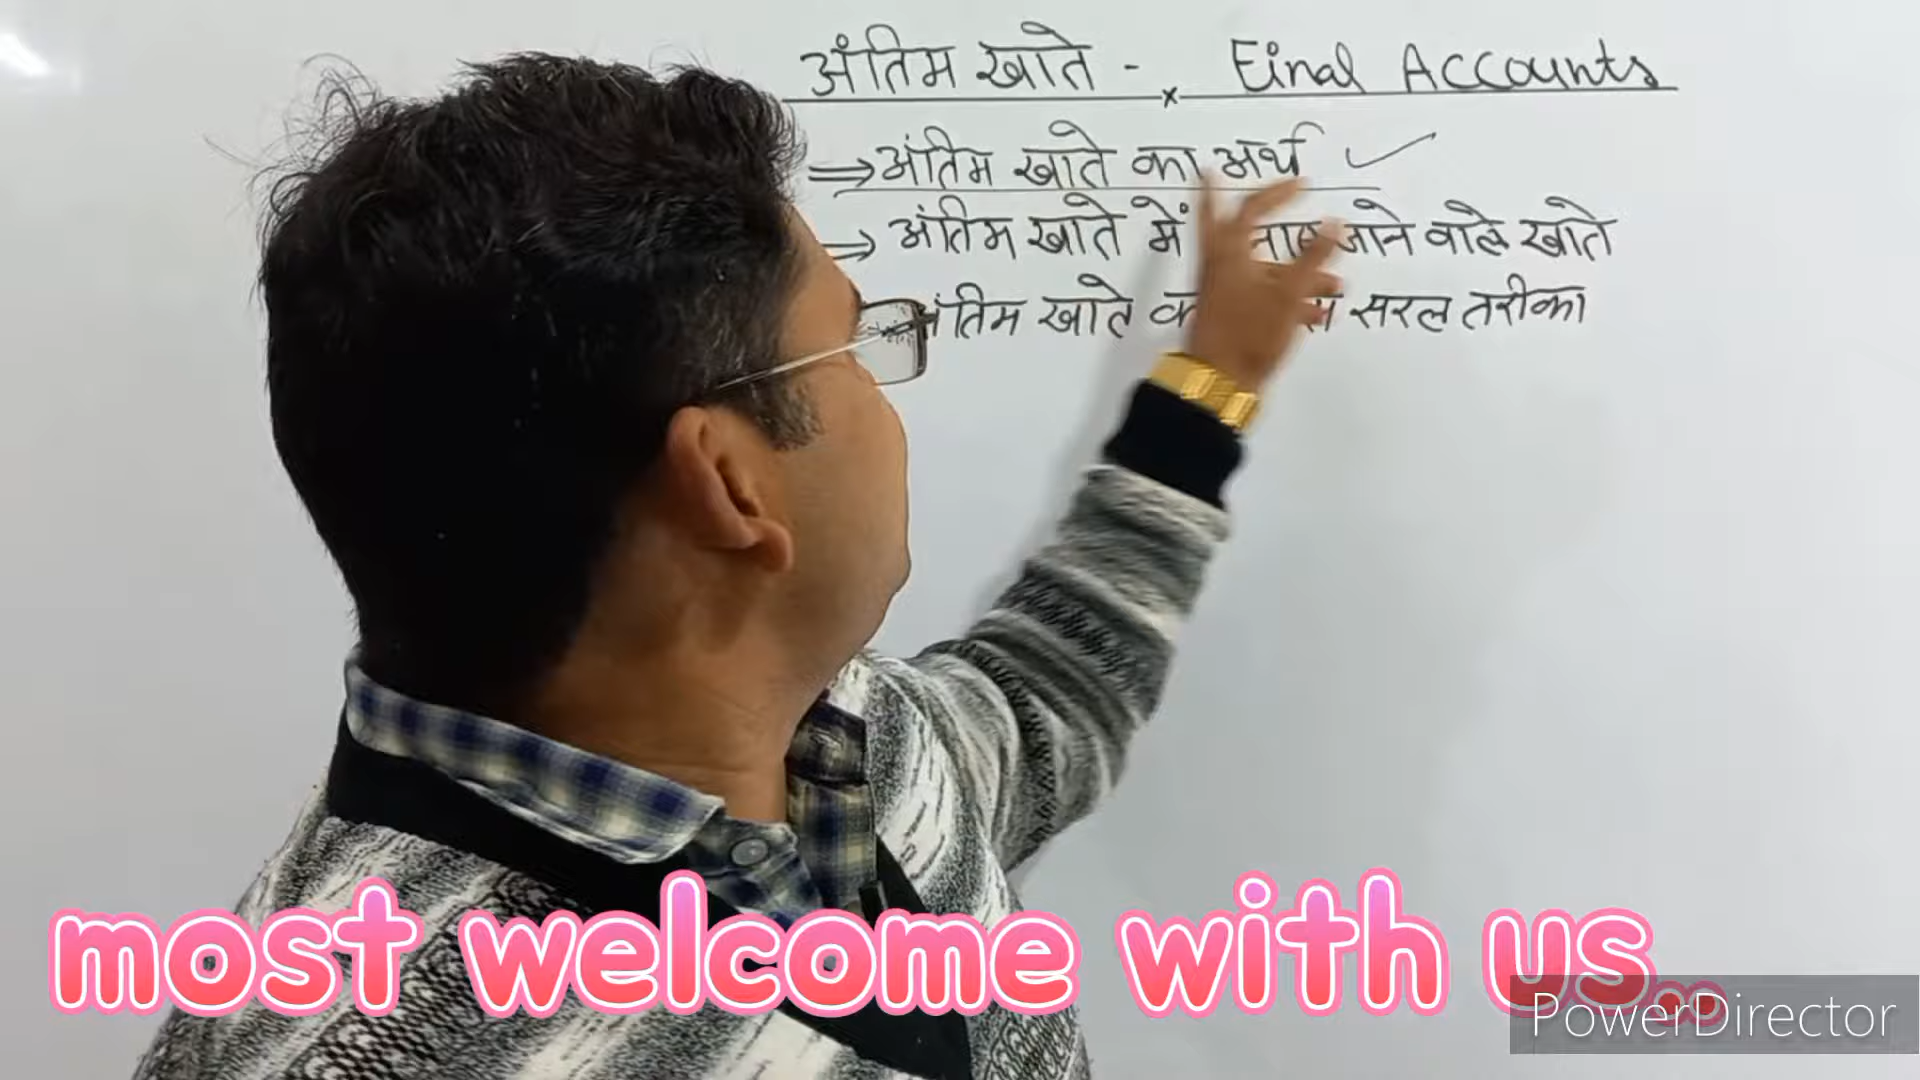 अंतिम खाते - Final Accounts
⇒ अंतिम खाते का अर्थ ✓
⇒ अंतिम खाते में जाने वाले खाते
अंतिम खाते सरल तरीका
most welcome with us..
PowerDirector